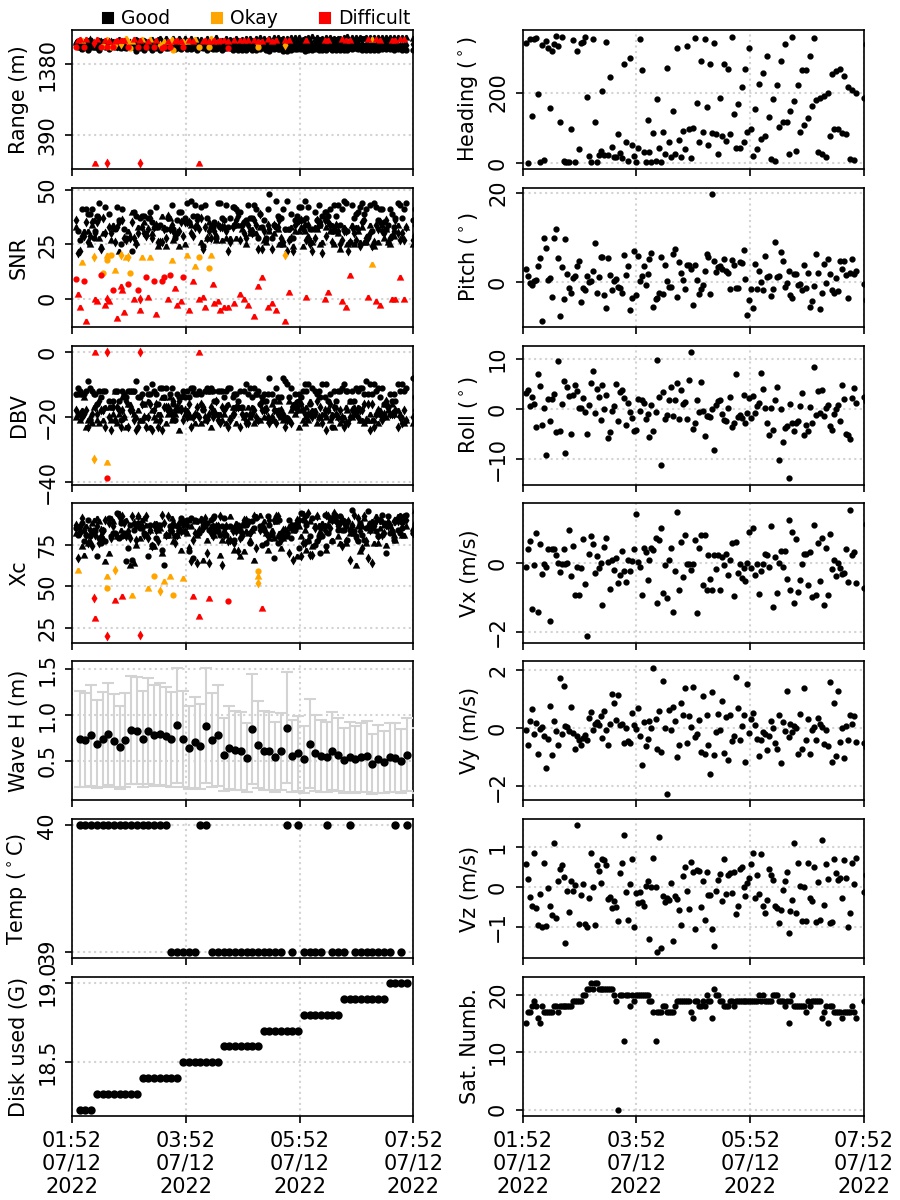 Good Okay Difficult
Range (m)
1380
390
Heading (°)
200
0
SNR
50
25
0
Pitch (°)
20
0
DBV
0
−20
−40
Roll (°)
10
0
−10
Xc
75
50
25
Vx (m/s)
0
−2
Wave H (m)
1.5
1.0
0.5
Vy (m/s)
2
0
−2
Temp (°C)
40
39
Vz (m/s)
1
0
−1
Disk used (G)
19.0
18.5
Sat. Numb.
20
10
0
01:52 03:52 05:52 07:52
07/12 07/12 07/12 07/12
2022 2022 2022 2022
01:52 03:52 05:52 07:52
07/12 07/12 07/12 07/12
2022 2022 2022 2022